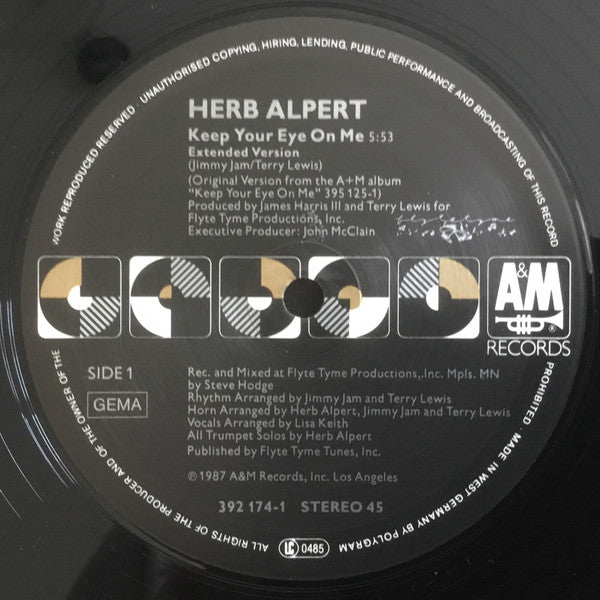 HERB ALPERT
Keep Your Eye On Me 5:53
Extended Version
(Jimmy Jam/Terry Lewis)
(Original Version from the A+M album
"Keep Your Eye On Me" 395 125-1)
Produced by James Harris III and Terry Lewis for
Flyte Tyme Productions, Inc.
Executive Producer: John McClain
A&M
®
RECORDS
SIDE 1
GEMA
Rec. and Mixed at Flyte Tyme Productions,.Inc. Mpls. MN
by Steve Hodge
Rhythm Arranged by Jimmy Jam and Terry Lewis
Horn Arranged by Herb Alpert, Jimmy Jam and Terry Lewis
Vocals Arranged by Lisa Keith
All Trumpet Solos by Herb Alpert
Published by Flyte Tyme Tunes, Inc.
℗ 1987 A&M Records, Inc. Los Angeles
392 174-1 STEREO 45
ALL RIGHTS OF THE PRODUCER AND OF THE OWNER OF THE WORK REPRODUCED RESERVED · UNAUTHORISED COPYING, HIRING, LENDING, PUBLIC PERFORMANCE AND BROADCASTING OF THIS RECORD PROHIBITED · MADE IN WEST GERMANY BY POLYGRAM
LC 0485